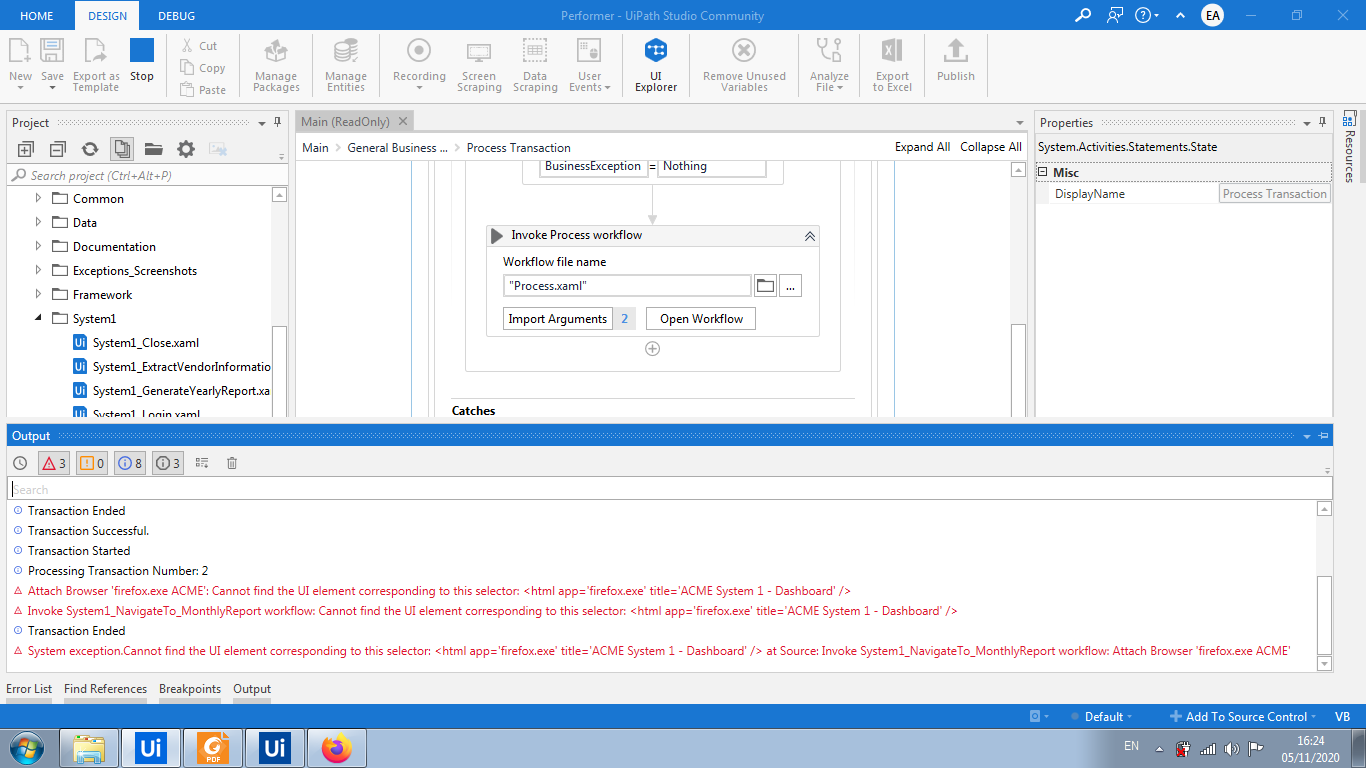 HOME DESIGN DEBUG Performer - UiPath Studio Community EA
New Save Export as Template Stop Cut Copy Paste Manage Packages Manage Entities Recording Screen Scraping Data Scraping User Events UI Explorer Remove Unused Variables Analyze File Export to Excel Publish
Project
Search project (Ctrl+Alt+P)
Common
Data
Documentation
Exceptions_Screenshots
Framework
System1
Ui System1_Close.xaml
Ui System1_ExtractVendorInformatio
Ui System1_GenerateYearlyReport.xa
Ui System1_Login.xaml
Main (ReadOnly)
Main > General Business ... > Process Transaction Expand All Collapse All
BusinessException = Nothing
Invoke Process workflow
Workflow file name
"Process.xaml" ...
Import Arguments 2 Open Workflow
Catches
Properties
System.Activities.Statements.State
Misc
DisplayName Process Transaction
Resources
Output
3 0 8 3
Search
Transaction Ended
Transaction Successful.
Transaction Started
Processing Transaction Number: 2
Attach Browser 'firefox.exe ACME': Cannot find the UI element corresponding to this selector: <html app='firefox.exe' title='ACME System 1 - Dashboard' />
Invoke System1_NavigateTo_MonthlyReport workflow: Cannot find the UI element corresponding to this selector: <html app='firefox.exe' title='ACME System 1 - Dashboard' />
Transaction Ended
System exception.Cannot find the UI element corresponding to this selector: <html app='firefox.exe' title='ACME System 1 - Dashboard' /> at Source: Invoke System1_NavigateTo_MonthlyReport workflow: Attach Browser 'firefox.exe ACME'
Error List Find References Breakpoints Output
Default Add To Source Control VB
Ui PDF Ui EN 16:24
05/11/2020